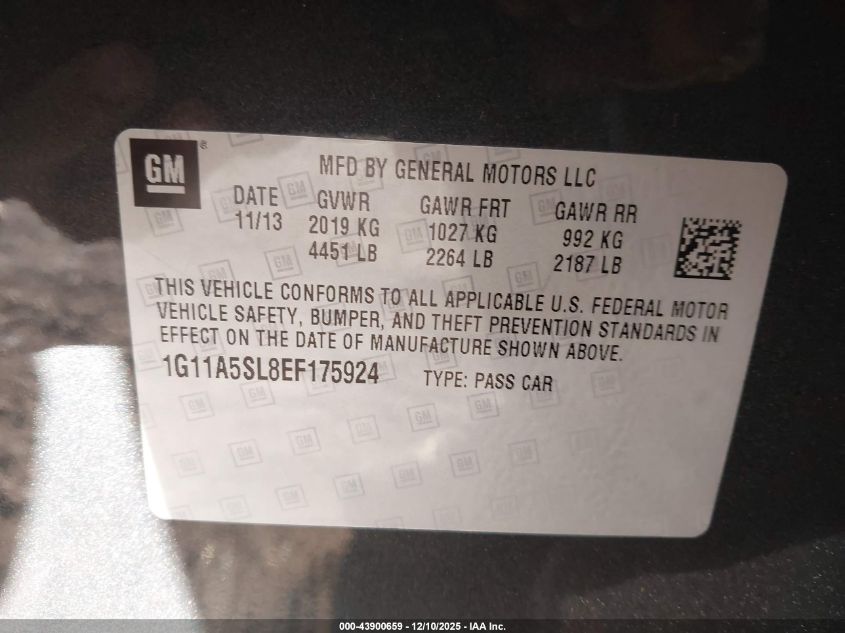 GM
MFD BY GENERAL MOTORS LLC
DATE GVWR GAWR FRT GAWR RR
11/13 2019 KG 1027 KG 992 KG
4451 LB 2264 LB 2187 LB
THIS VEHICLE CONFORMS TO ALL APPLICABLE U.S. FEDERAL MOTOR
VEHICLE SAFETY, BUMPER, AND THEFT PREVENTION STANDARDS IN
EFFECT ON THE DATE OF MANUFACTURE SHOWN ABOVE.
1G11A5SL8EF175924 TYPE: PASS CAR
000-43900659 - 12/10/2025 - IAA Inc.